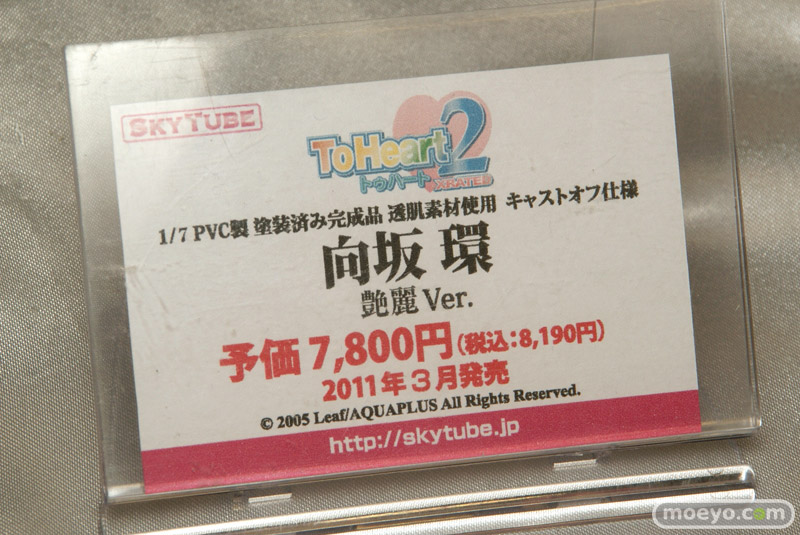 SKYTUBE
ToHeart2
トゥハート XRATED
1/7 PVC製 塗装済み完成品 透肌素材使用 キャストオフ仕様
向坂 環
艶麗 Ver.
予価 7,800円(税込:8,190円)
2011年3月発売
© 2005 Leaf/AQUAPLUS All Rights Reserved.
http://skytube.jp
moeyo.com